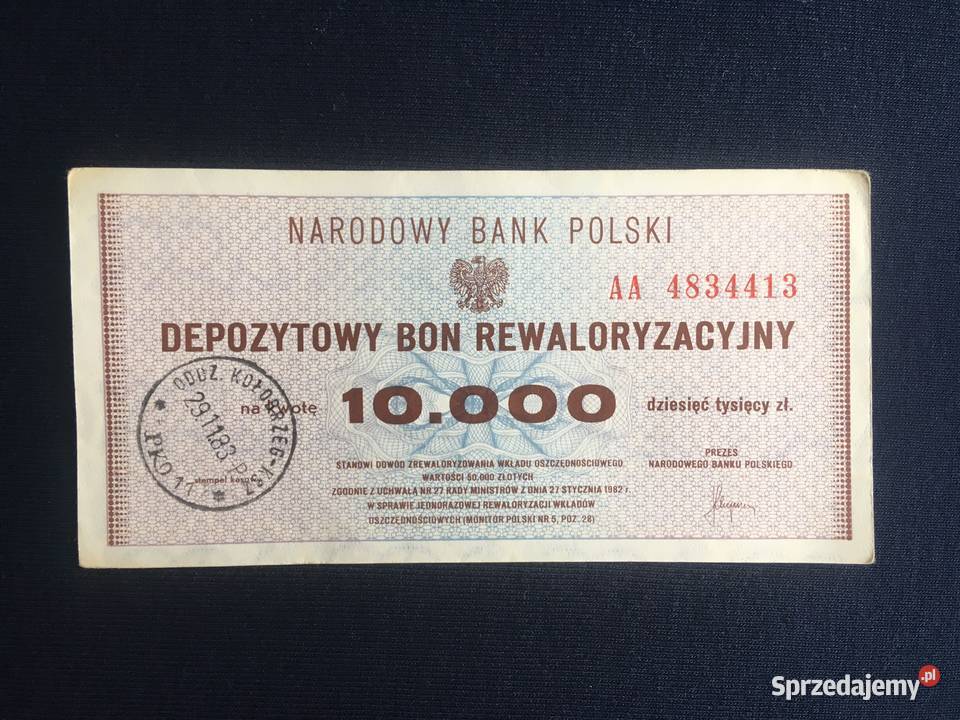 NARODOWY BANK POLSKI
AA 4834413
DEPOZYTOWY BON REWALORYZACYJNY
na kwotę 10.000 dziesięć tysięcy zł.
ODDZ. KOŁOBRZEG
29.11.83
PKO
stempel
STANOWI DOWÓD ZREWALORYZOWANIA WKŁADU OSZCZĘDNOŚCIOWEGO
WARTOŚCI 50.000 ZŁOTYCH
ZGODNIE Z UCHWAŁĄ NR 27 RADY MINISTRÓW Z DNIA 27 STYCZNIA 1982 r.
W SPRAWIE JEDNORAZOWEJ REWALORYZACJI WKŁADÓW
OSZCZĘDNOŚCIOWYCH (MONITOR POLSKI NR 5, POZ. 28)
PREZES
NARODOWEGO BANKU POLSKIEGO
Sprzedajemy.pl